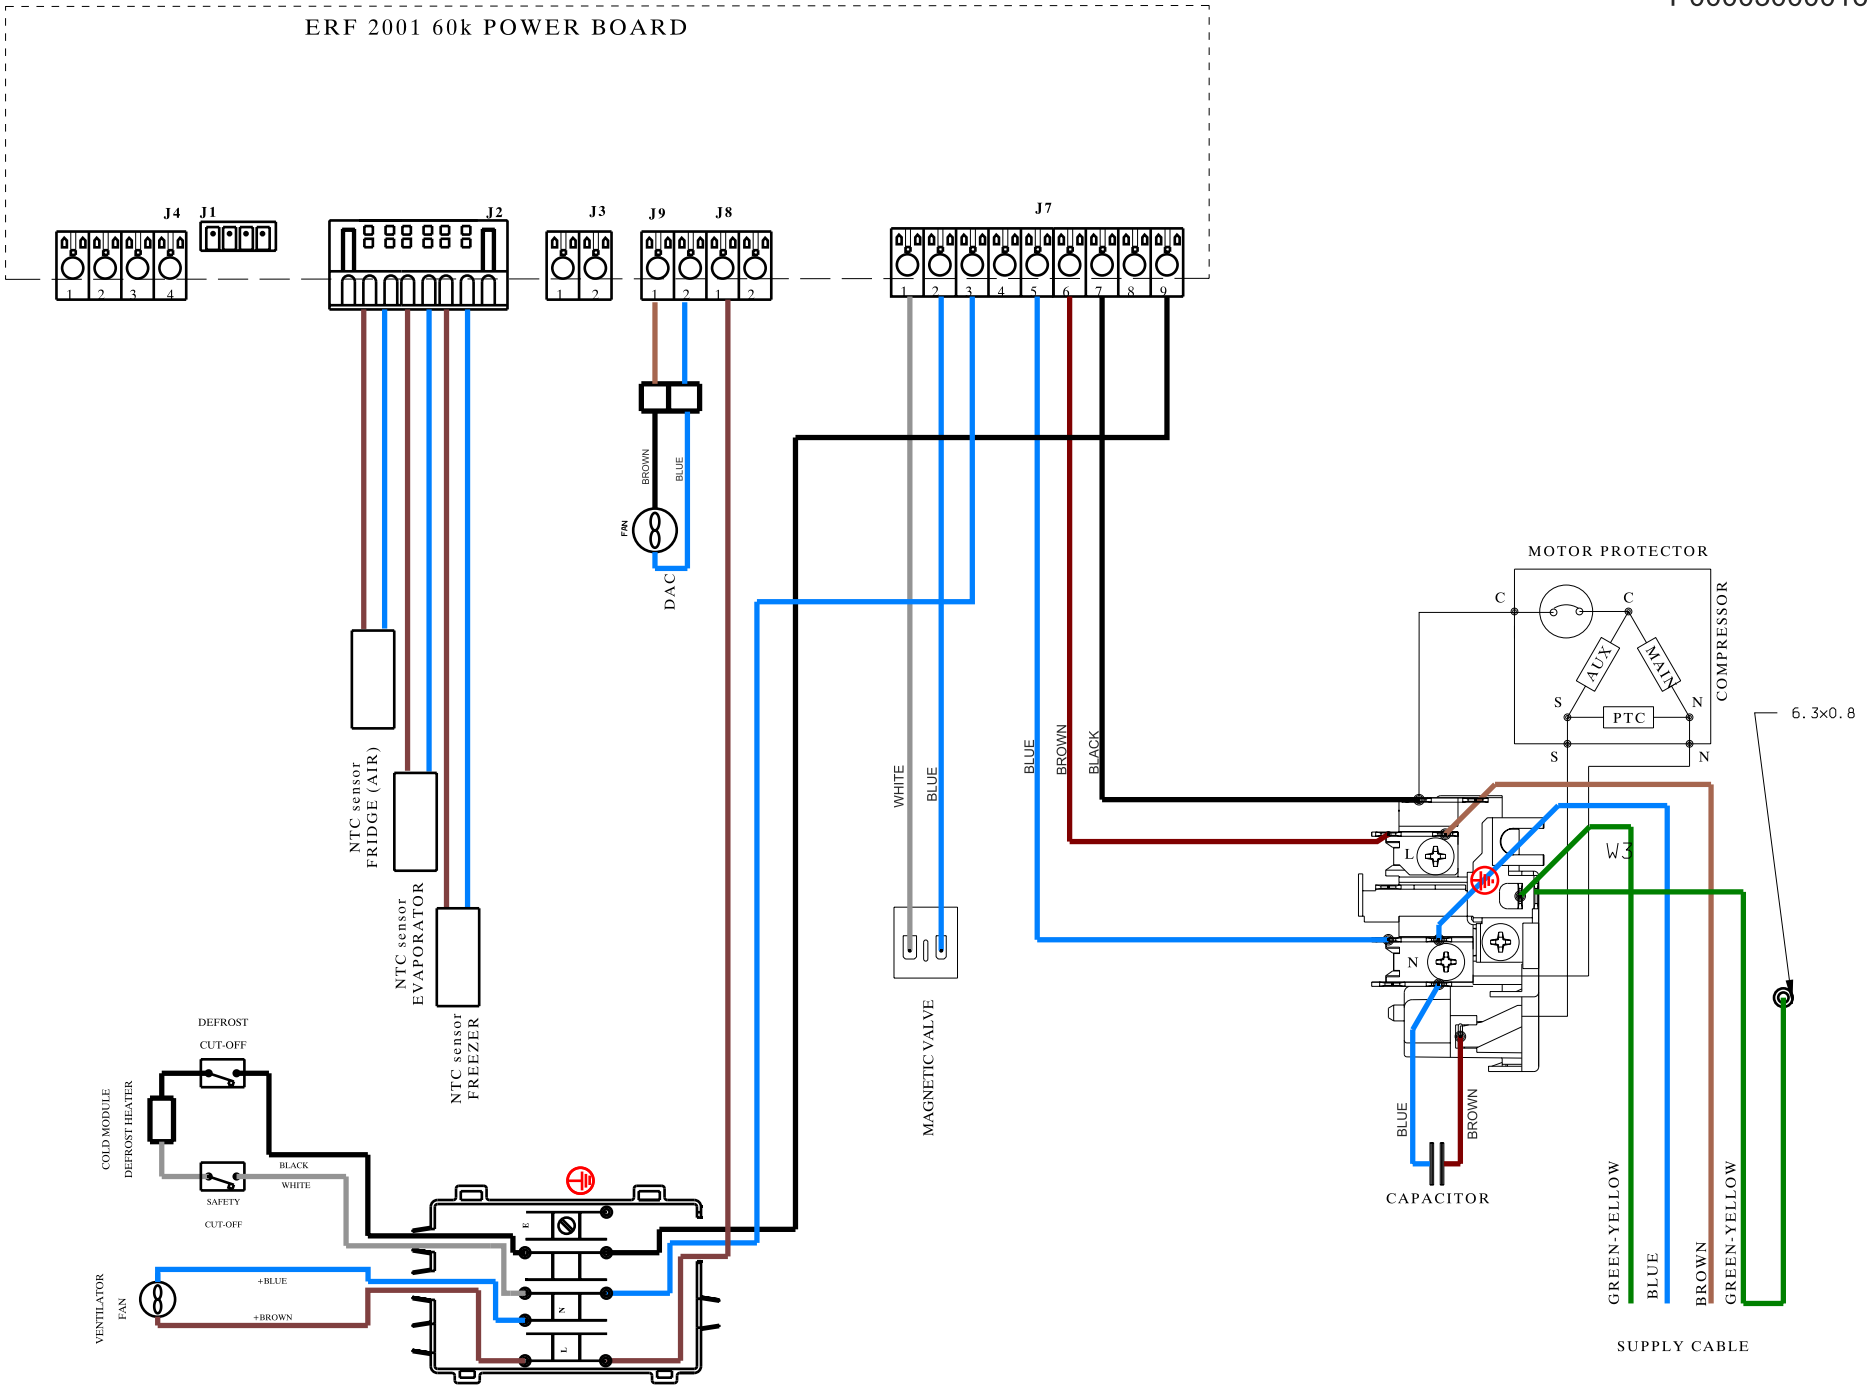 ERF 2001 60k POWER BOARD
J4
J1
J2
J3
J9
J8
J7
1 2 3 4
1 2
1 2 1 2
1 2 3 4 5 6 7 8 9
BROWN
BLUE
FAN
DAC
MOTOR PROTECTOR
C
C
AUX
MAIN
COMPRESSOR
S
N
PTC
S
N
6.3x0.8
NTC sensor
FRIDGE (AIR)
NTC sensor
EVAPORATOR
NTC sensor
FREEZER
WHITE
BLUE
BLUE
BROWN
BLACK
MAGNETIC VALVE
L
W3
N
BLUE
BROWN
CAPACITOR
GREEN-YELLOW
BLUE
BROWN
GREEN-YELLOW
SUPPLY CABLE
DEFROST
CUT-OFF
COLD MODULE
DEFROST HEATER
BLACK
WHITE
SAFETY
CUT-OFF
+BLUE
+BROWN
VENTILATOR
FAN
E
N
L